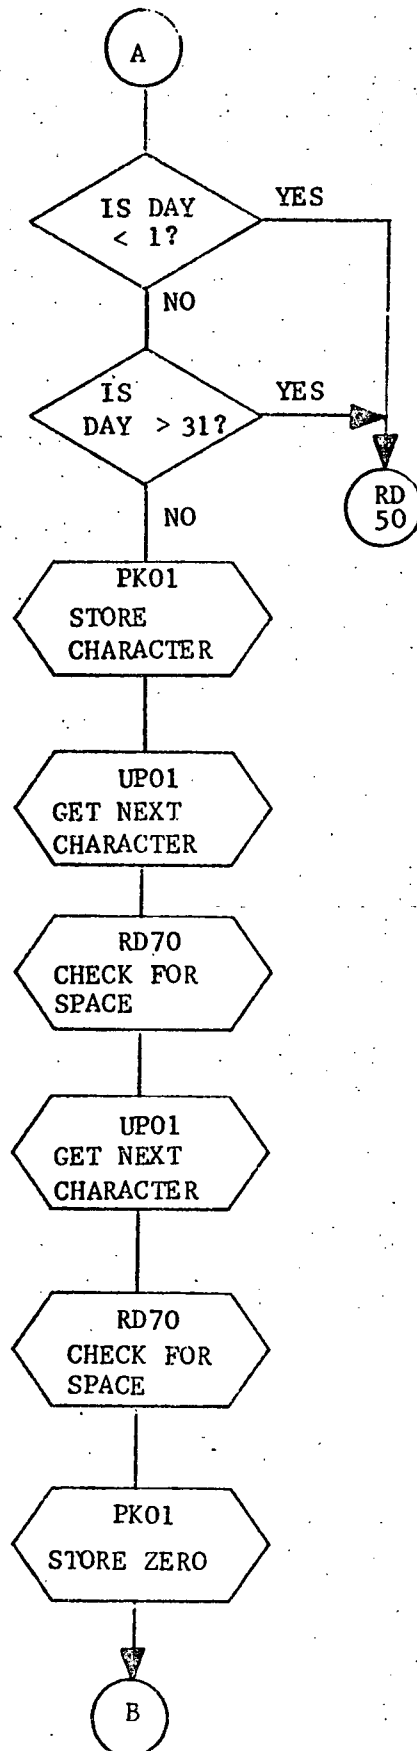 A
IS DAY
< 1?
YES
NO
IS
DAY > 31?
YES
RD
50
NO
PK01
STORE
CHARACTER
UP01
GET NEXT
CHARACTER
RD70
CHECK FOR
SPACE
UP01
GET NEXT
CHARACTER
RD70
CHECK FOR
SPACE
PK01
STORE ZERO
B